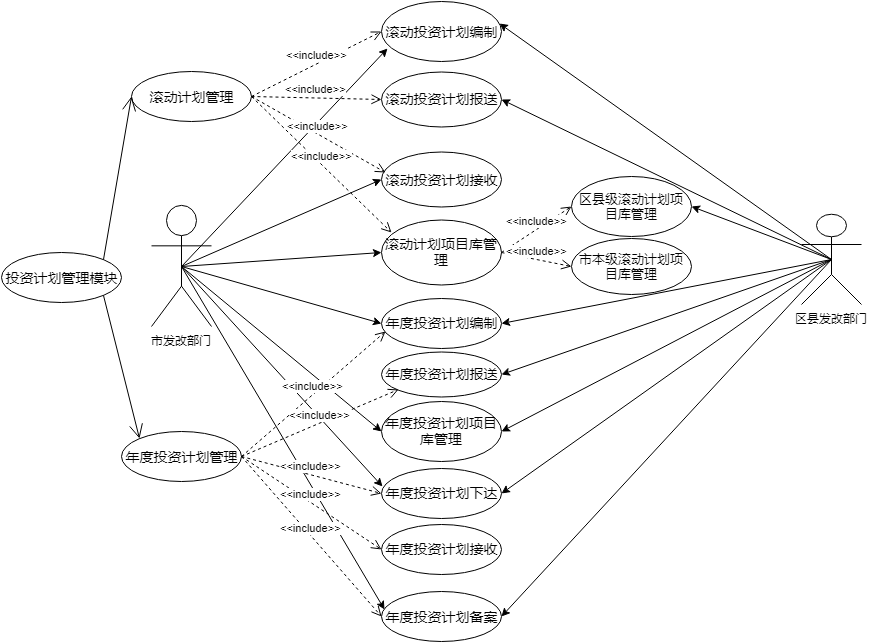 滚动投资计划编制
<<include>>
滚动计划管理
<<include>>
滚动投资计划报送
<<include>>
<<include>>
滚动投资计划接收
区县级滚动计划项
目库管理
<<include>>
滚动计划项目库管
理
<<include>>
市本级滚动计划项
目库管理
投资计划管理模块
市发改部门
区县发改部门
年度投资计划编制
年度投资计划报送
<<include>>
<<include>>
年度投资计划项目
库管理
年度投资计划管理
<<include>>
<<include>>
年度投资计划下达
<<include>>
年度投资计划接收
年度投资计划备案